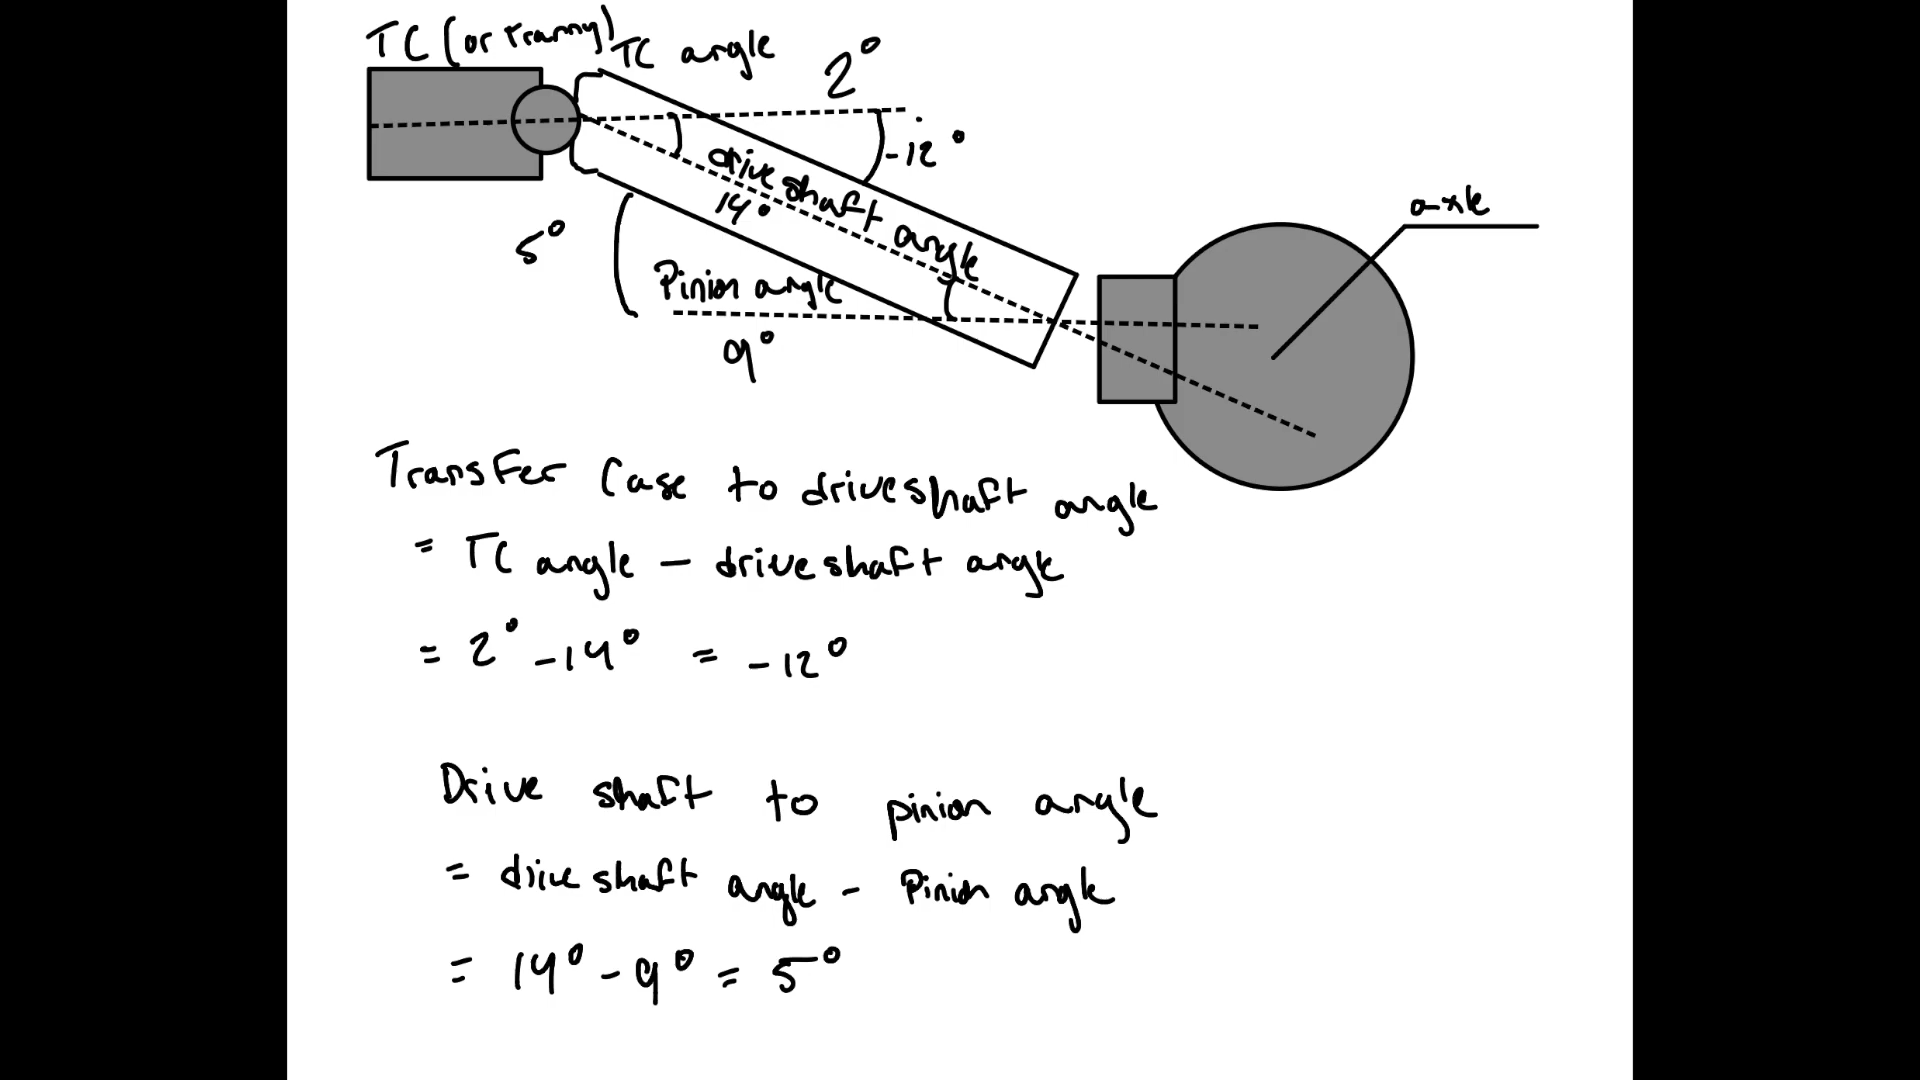 TC (or tranny)
TC angle
2°
-12°
drive shaft angle
14°
axle
5°
Pinion angle
9°
Transfer Case to driveshaft angle
= TC angle - driveshaft angle
= 2° - 14° = -12°
Drive shaft to pinion angle
= drive shaft angle - Pinion angle
= 14° - 9° = 5°